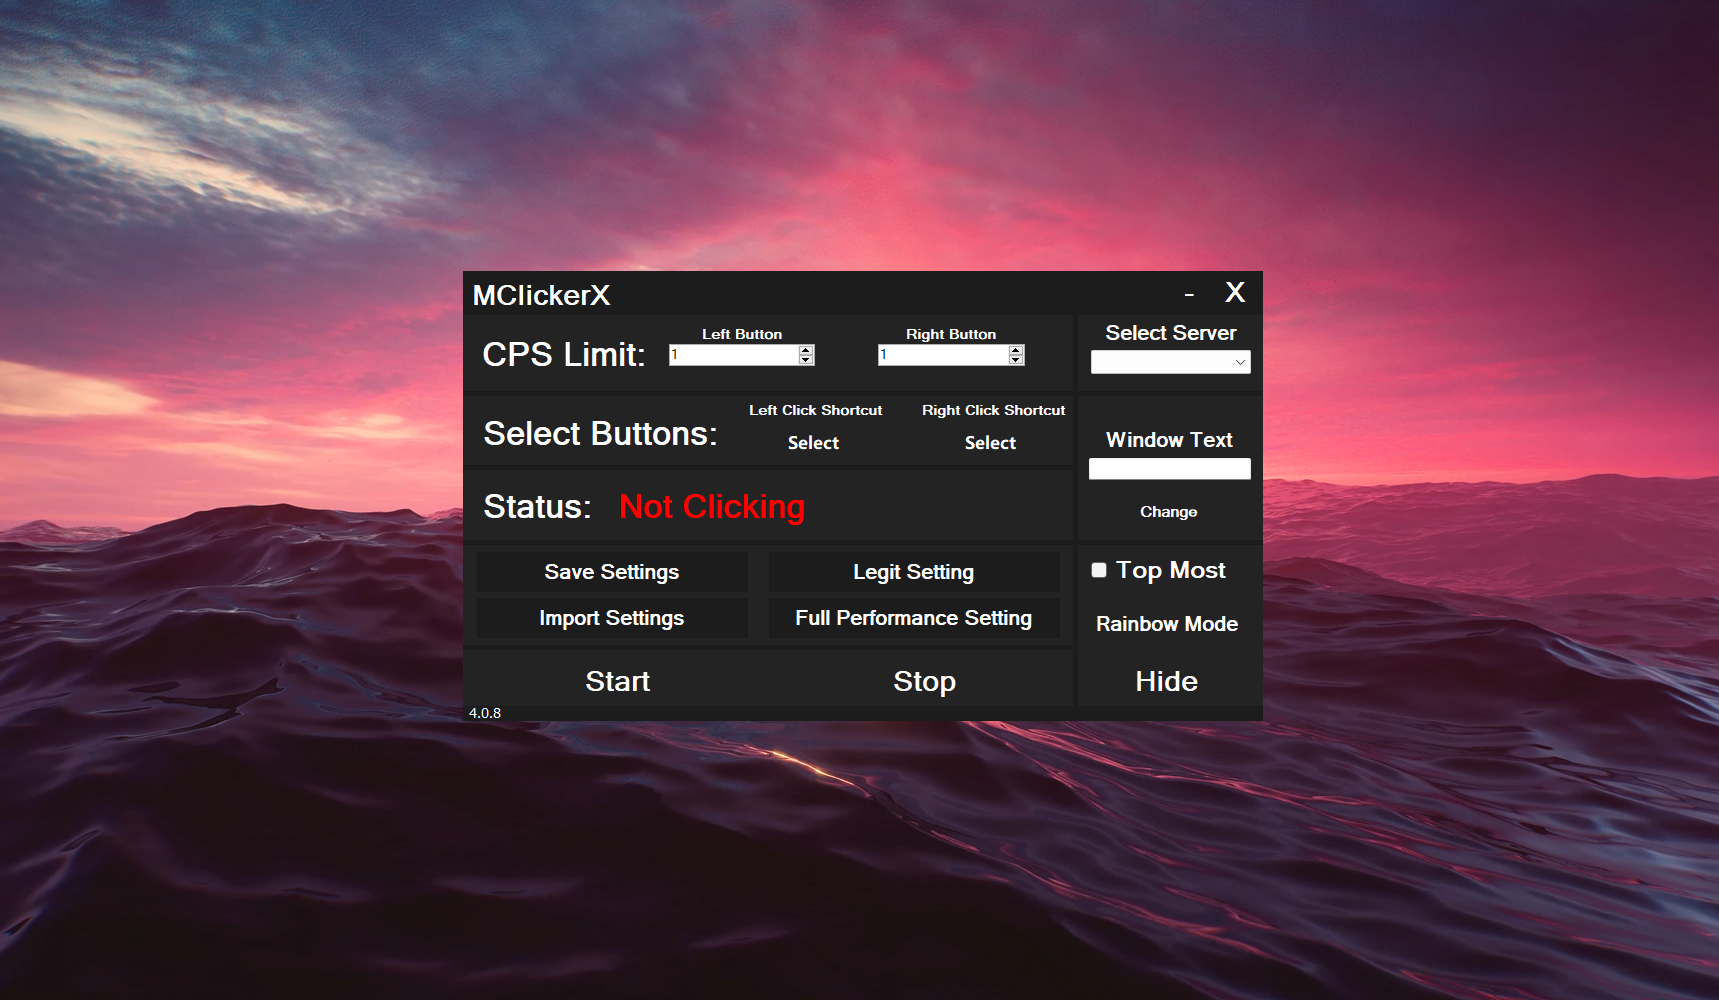 MClickerX
- X
CPS Limit:
Left Button
1
Right Button
1
Select Server
Select Buttons:
Left Click Shortcut
Select
Right Click Shortcut
Select
Window Text
Change
Status: Not Clicking
Save Settings
Legit Setting
Import Settings
Full Performance Setting
Top Most
Rainbow Mode
Start
Stop
Hide
4.0.8